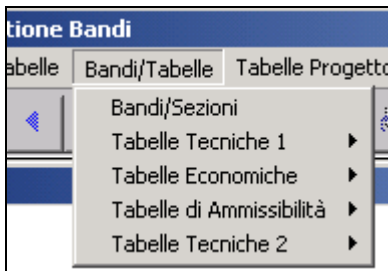 tione Bandi
abelle Bandi/Tabelle Tabelle Progetto
Bandi/Sezioni
Tabelle Tecniche 1
Tabelle Economiche
Tabelle di Ammissibilità
Tabelle Tecniche 2